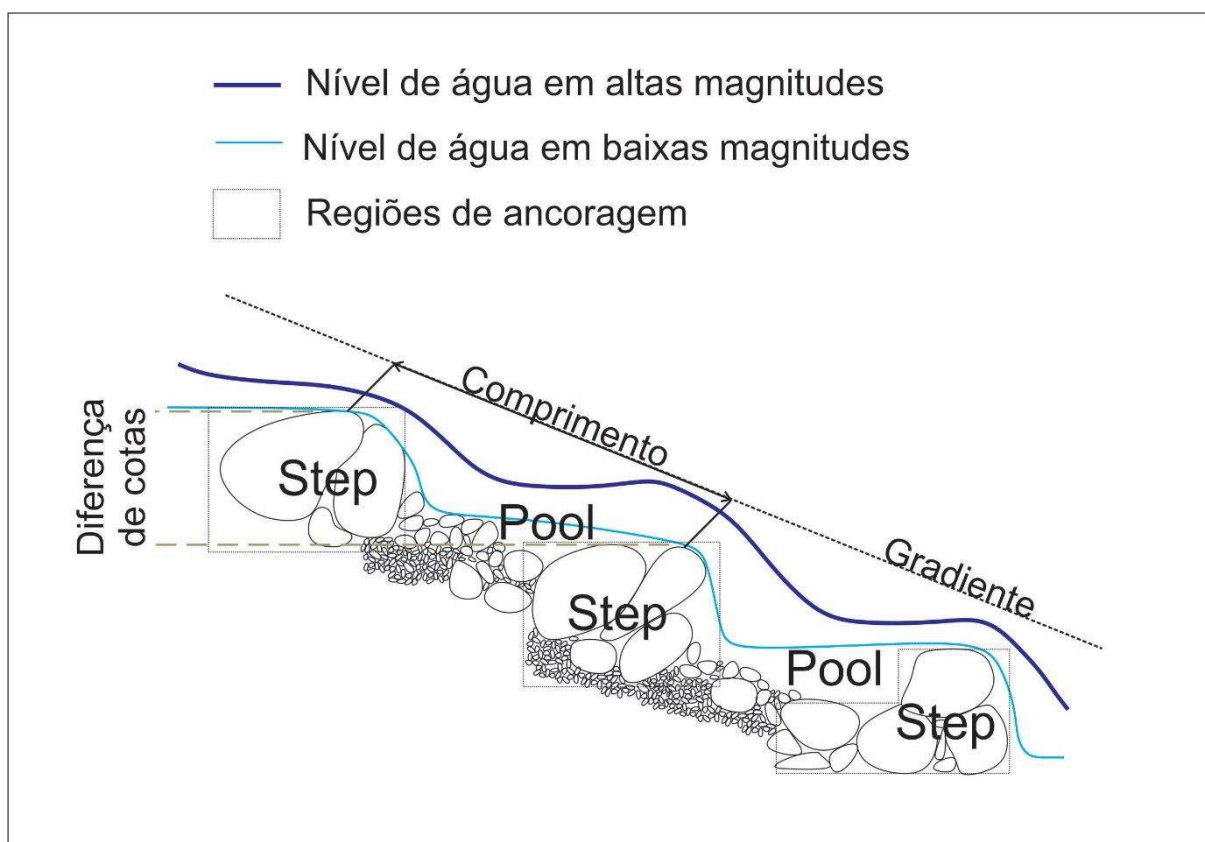 Nível de água em altas magnitudes
Nível de água em baixas magnitudes
Regiões de ancoragem
Comprimento
Diferença
de cotas
Step
Pool
Gradiente
Step
Pool
Step